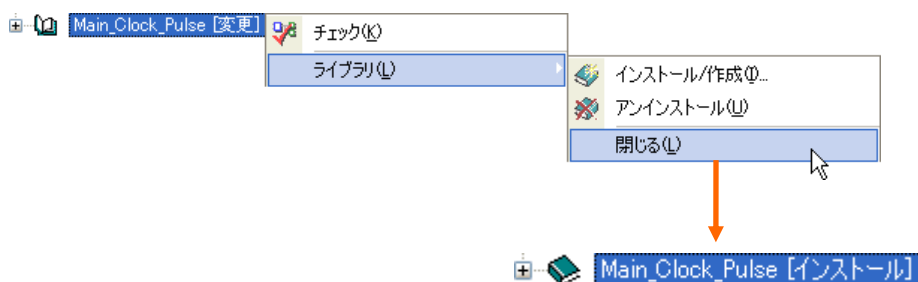 Main_Clock_Pulse [変更]
チェック(K)
ライブラリ(L)
インストール/作成(I)...
アンインストール(U)
閉じる(L)
Main_Clock_Pulse [インストール]